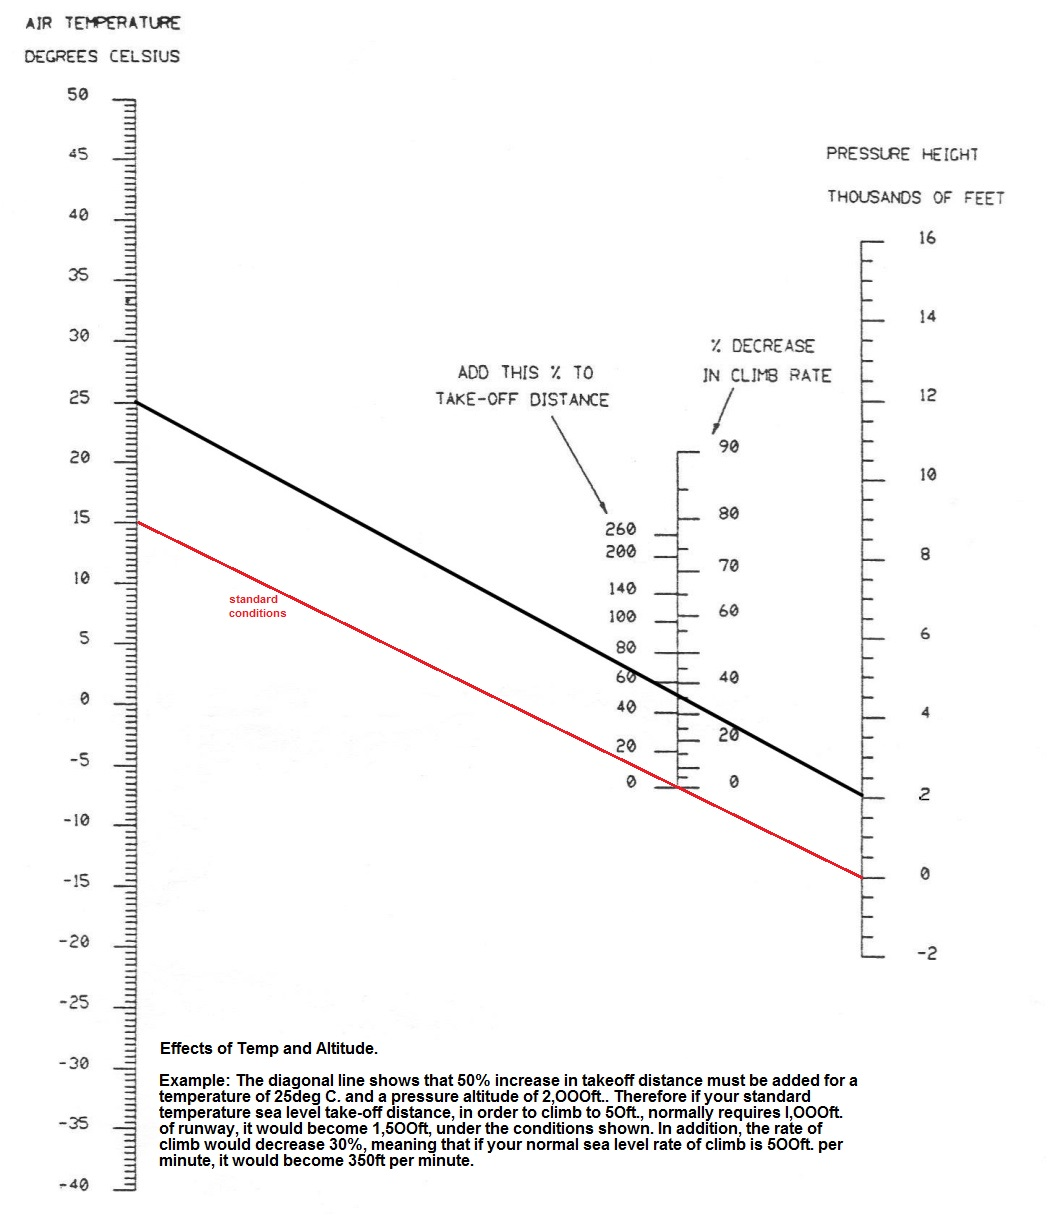 AIR TEMPERATURE
DEGREES CELSIUS
50
45
40
35
30
25
20
15
10
5
0
-5
-10
-15
-20
-25
-30
-35
-40
standard
conditions
ADD THIS % TO
TAKE-OFF DISTANCE
260
200
140
100
80
60
40
20
0
% DECREASE
IN CLIMB RATE
90
80
70
60
40
20
0
PRESSURE HEIGHT
THOUSANDS OF FEET
16
14
12
10
8
6
4
2
0
-2
Effects of Temp and Altitude.
Example: The diagonal line shows that 50% increase in takeoff distance must be added for a
temperature of 25deg C. and a pressure altitude of 2,OOOft.. Therefore if your standard
temperature sea level take-off distance, in order to climb to 5Oft., normally requires I,OOOft.
of runway, it would become 1,5OOft, under the conditions shown. In addition, the rate of
climb would decrease 30%, meaning that if your normal sea level rate of climb is 5OOft. per
minute, it would become 350ft per minute.